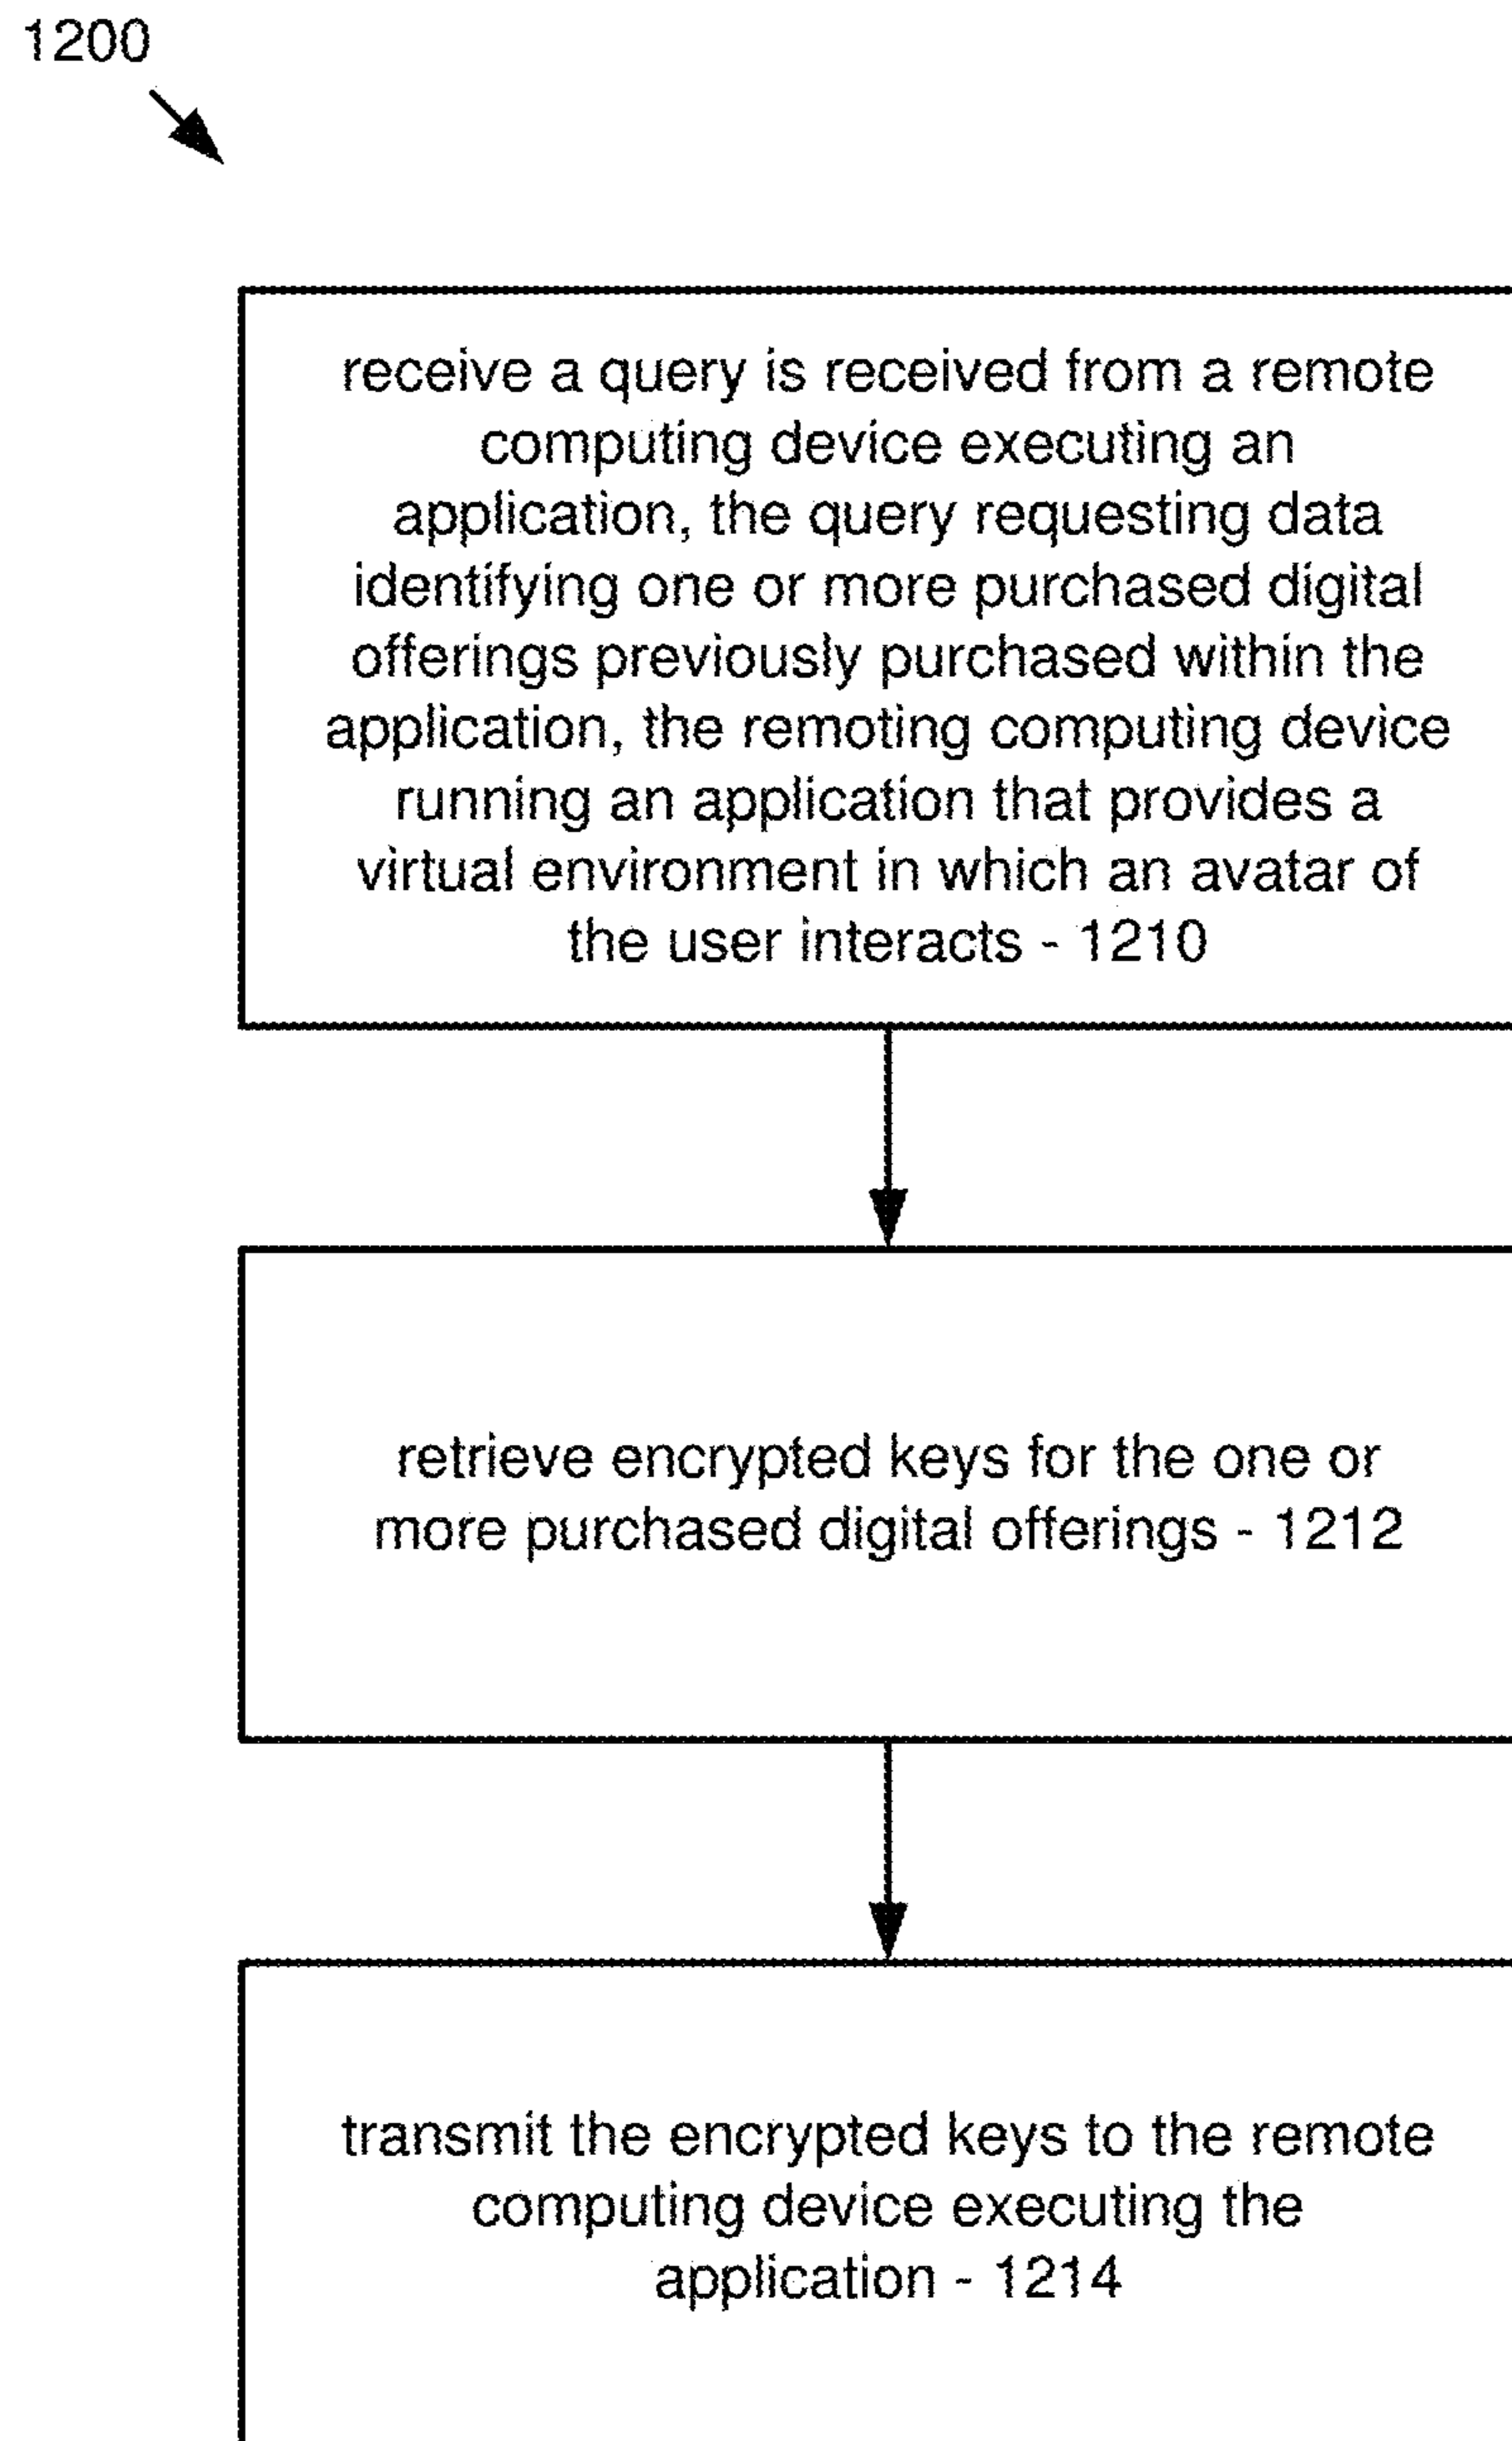 1200
receive a query is received from a remote
computing device executing an
application, the query requesting data
identifying one or more purchased digital
offerings previously purchased within the
application, the remoting computing device
running an application that provides a
virtual environment in which an avatar of
the user interacts - 1210
retrieve encrypted keys for the one or
more purchased digital offerings - 1212
transmit the encrypted keys to the remote
computing device executing the
application - 1214